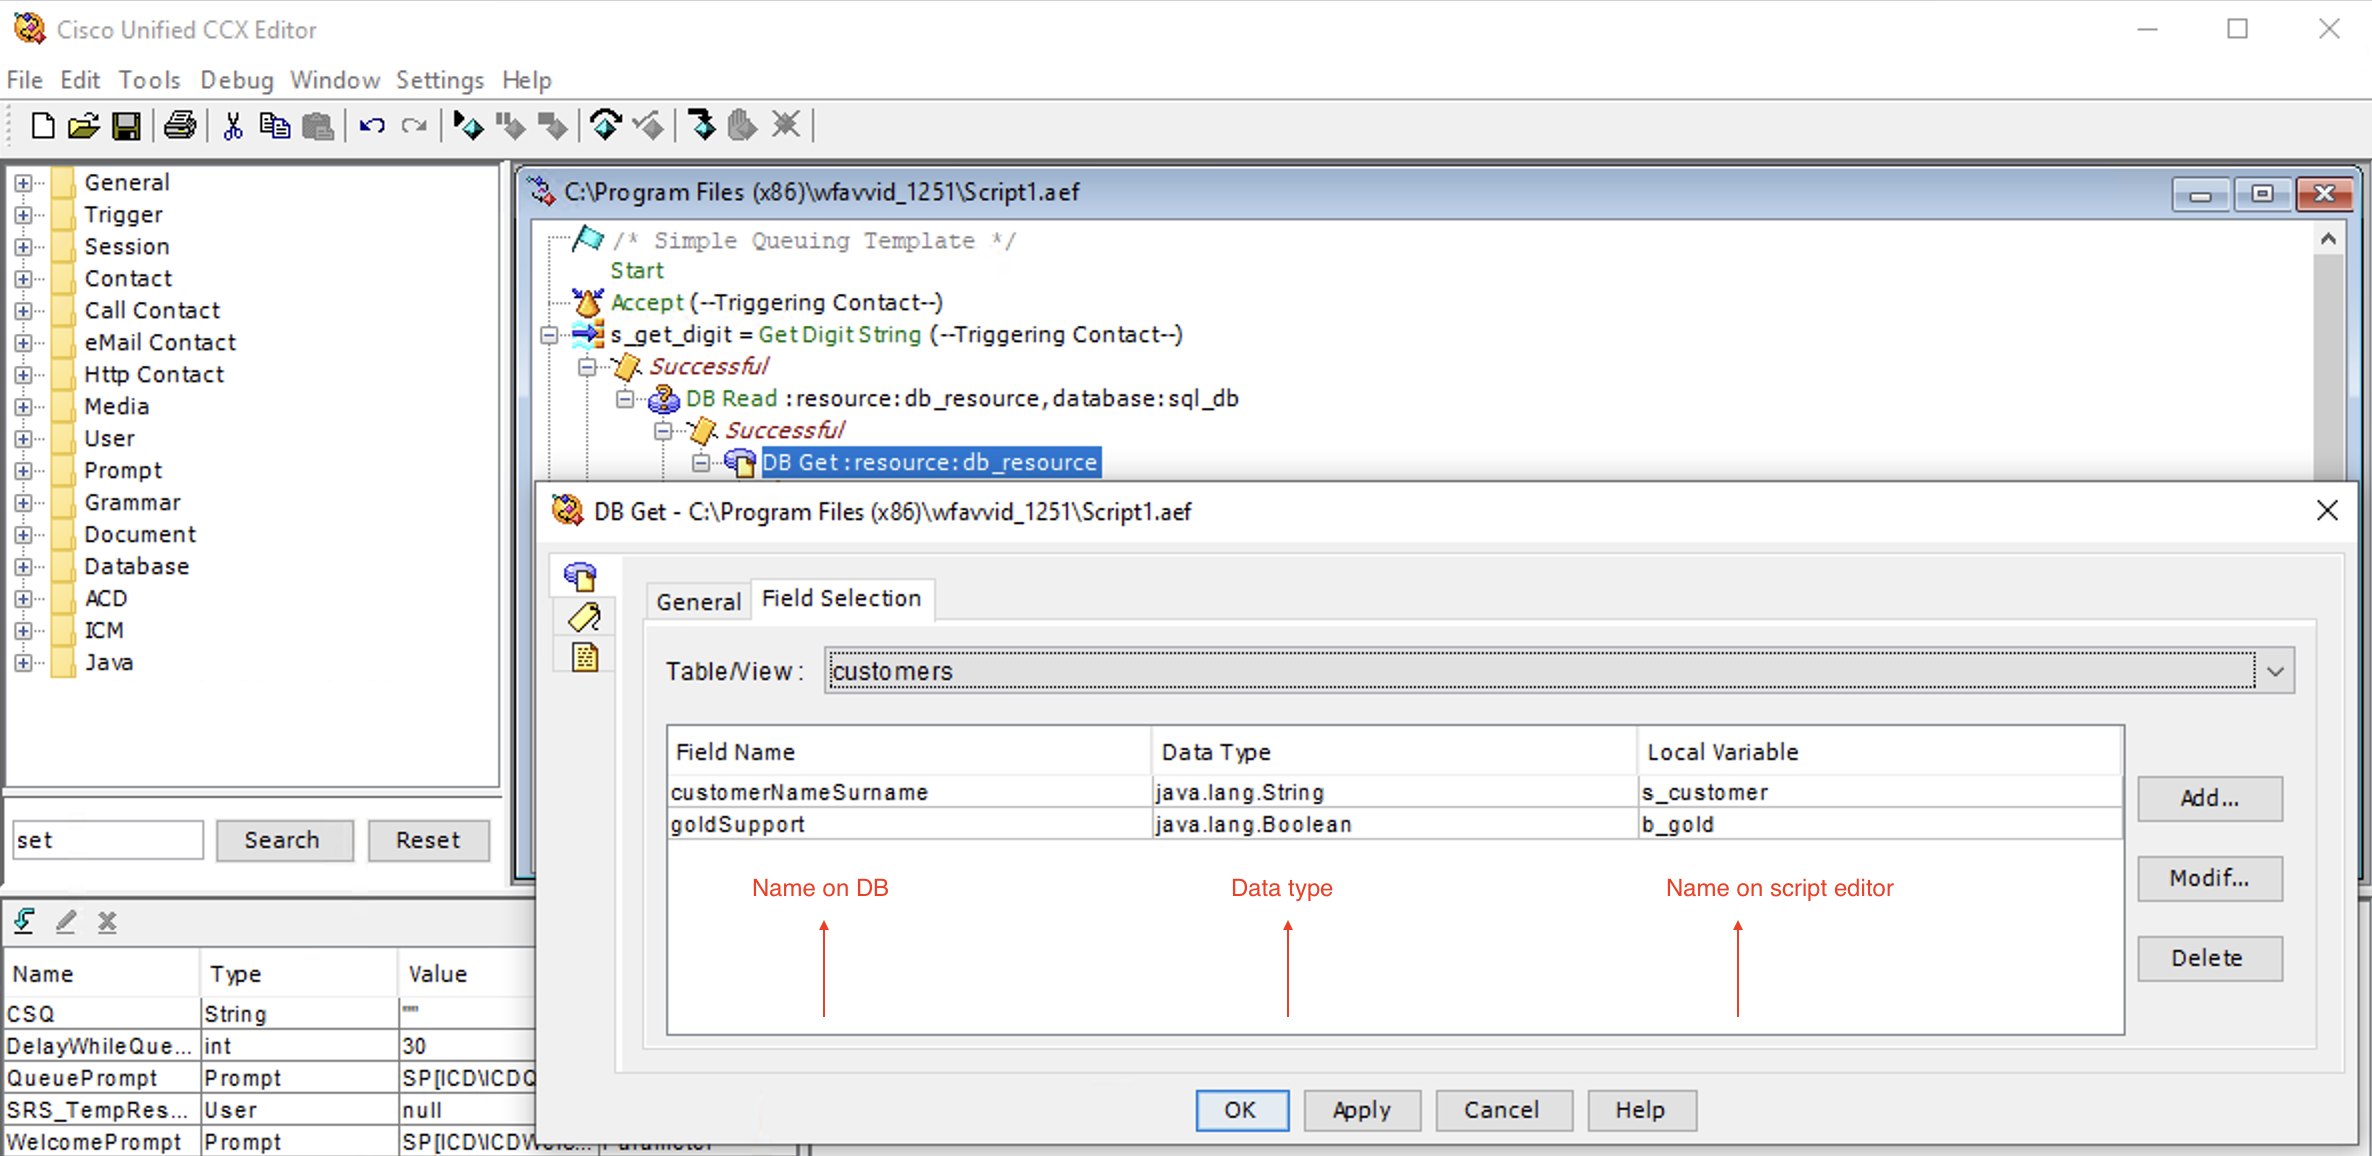 Cisco Unified CCX Editor
File Edit Tools Debug Window Settings Help
General
Trigger
Session
Contact
Call Contact
eMail Contact
Http Contact
Media
User
Prompt
Grammar
Document
Database
ACD
ICM
Java
set Search Reset
C:\Program Files (x86)\wfavvid_1251\Script1.aef
/* Simple Queuing Template */
Start
Accept (--Triggering Contact--)
s_get_digit = Get Digit String (--Triggering Contact--)
Successful
DB Read :resource:db_resource,database:sql_db
Successful
DB Get :resource:db_resource
DB Get - C:\Program Files (x86)\wfavvid_1251\Script1.aef
General Field Selection
Table/View : customers
Field Name Data Type Local Variable
customerNameSurname java.lang.String s_customer
goldSupport java.lang.Boolean b_gold
Name on DB Data type Name on script editor
Add...
Modif...
Delete
OK Apply Cancel Help
Name Type Value
CSQ String ""
DelayWhileQue... int 30
QueuePrompt Prompt SP[ICD\ICDQ
SRS_TempRes... User null
WelcomePrompt Prompt SP[ICD\ICDWelc... Parameter